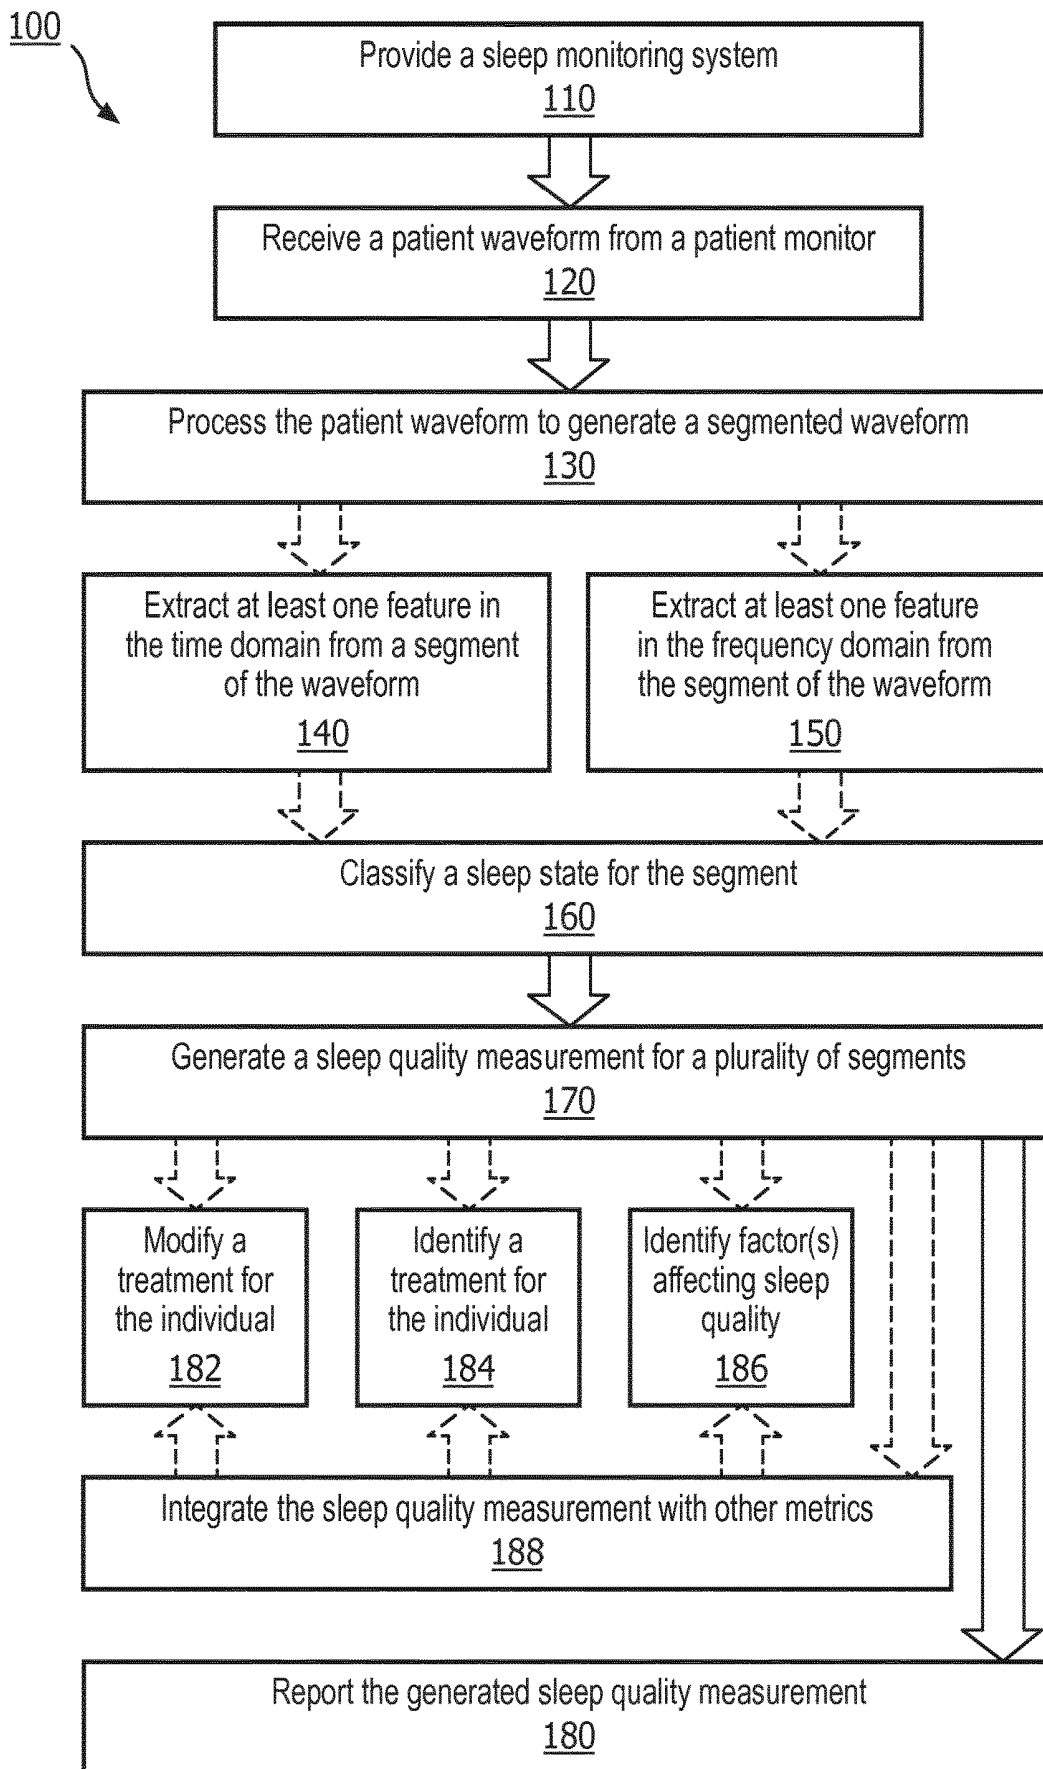 100
Provide a sleep monitoring system
110
Receive a patient waveform from a patient monitor
120
Process the patient waveform to generate a segmented waveform
130
Extract at least one feature in
the time domain from a segment
of the waveform
140
Extract at least one feature
in the frequency domain from
the segment of the waveform
150
Classify a sleep state for the segment
160
Generate a sleep quality measurement for a plurality of segments
170
Modify a
treatment for
the individual
182
Identify a
treatment for
the individual
184
Identify factor(s)
affecting sleep
quality
186
Integrate the sleep quality measurement with other metrics
188
Report the generated sleep quality measurement
180